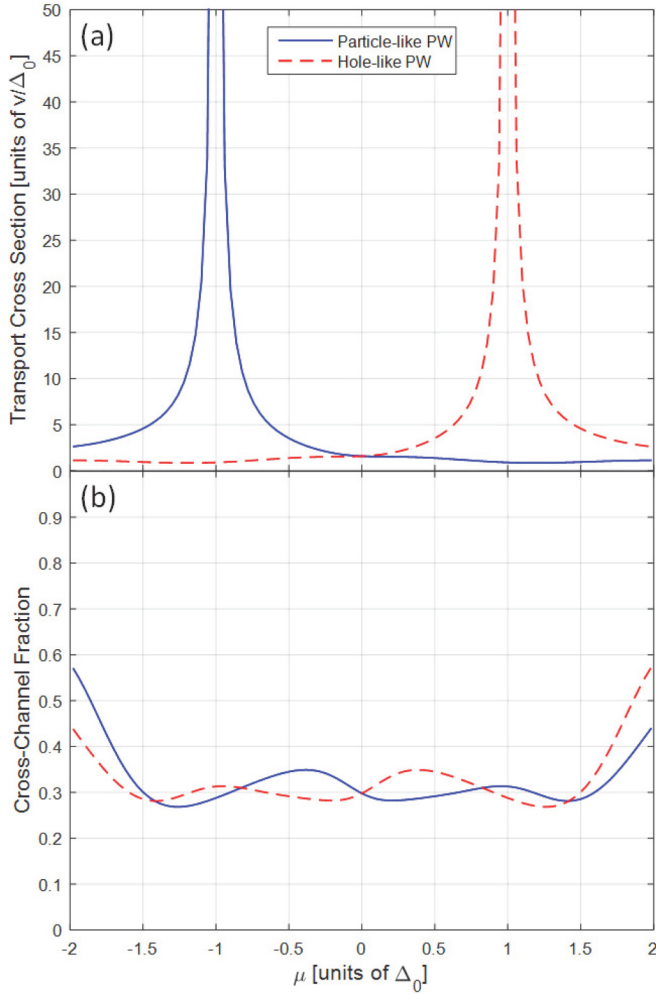 (a)
Particle-like PW
Hole-like PW
Transport Cross Section [units of v/Δ0]
50
45
40
35
30
25
20
15
10
5
0
(b)
Cross-Channel Fraction
0.9
0.8
0.7
0.6
0.5
0.4
0.3
0.2
0.1
0
-2 -1.5 -1 -0.5 0 0.5 1 1.5 2
μ [units of Δ0]